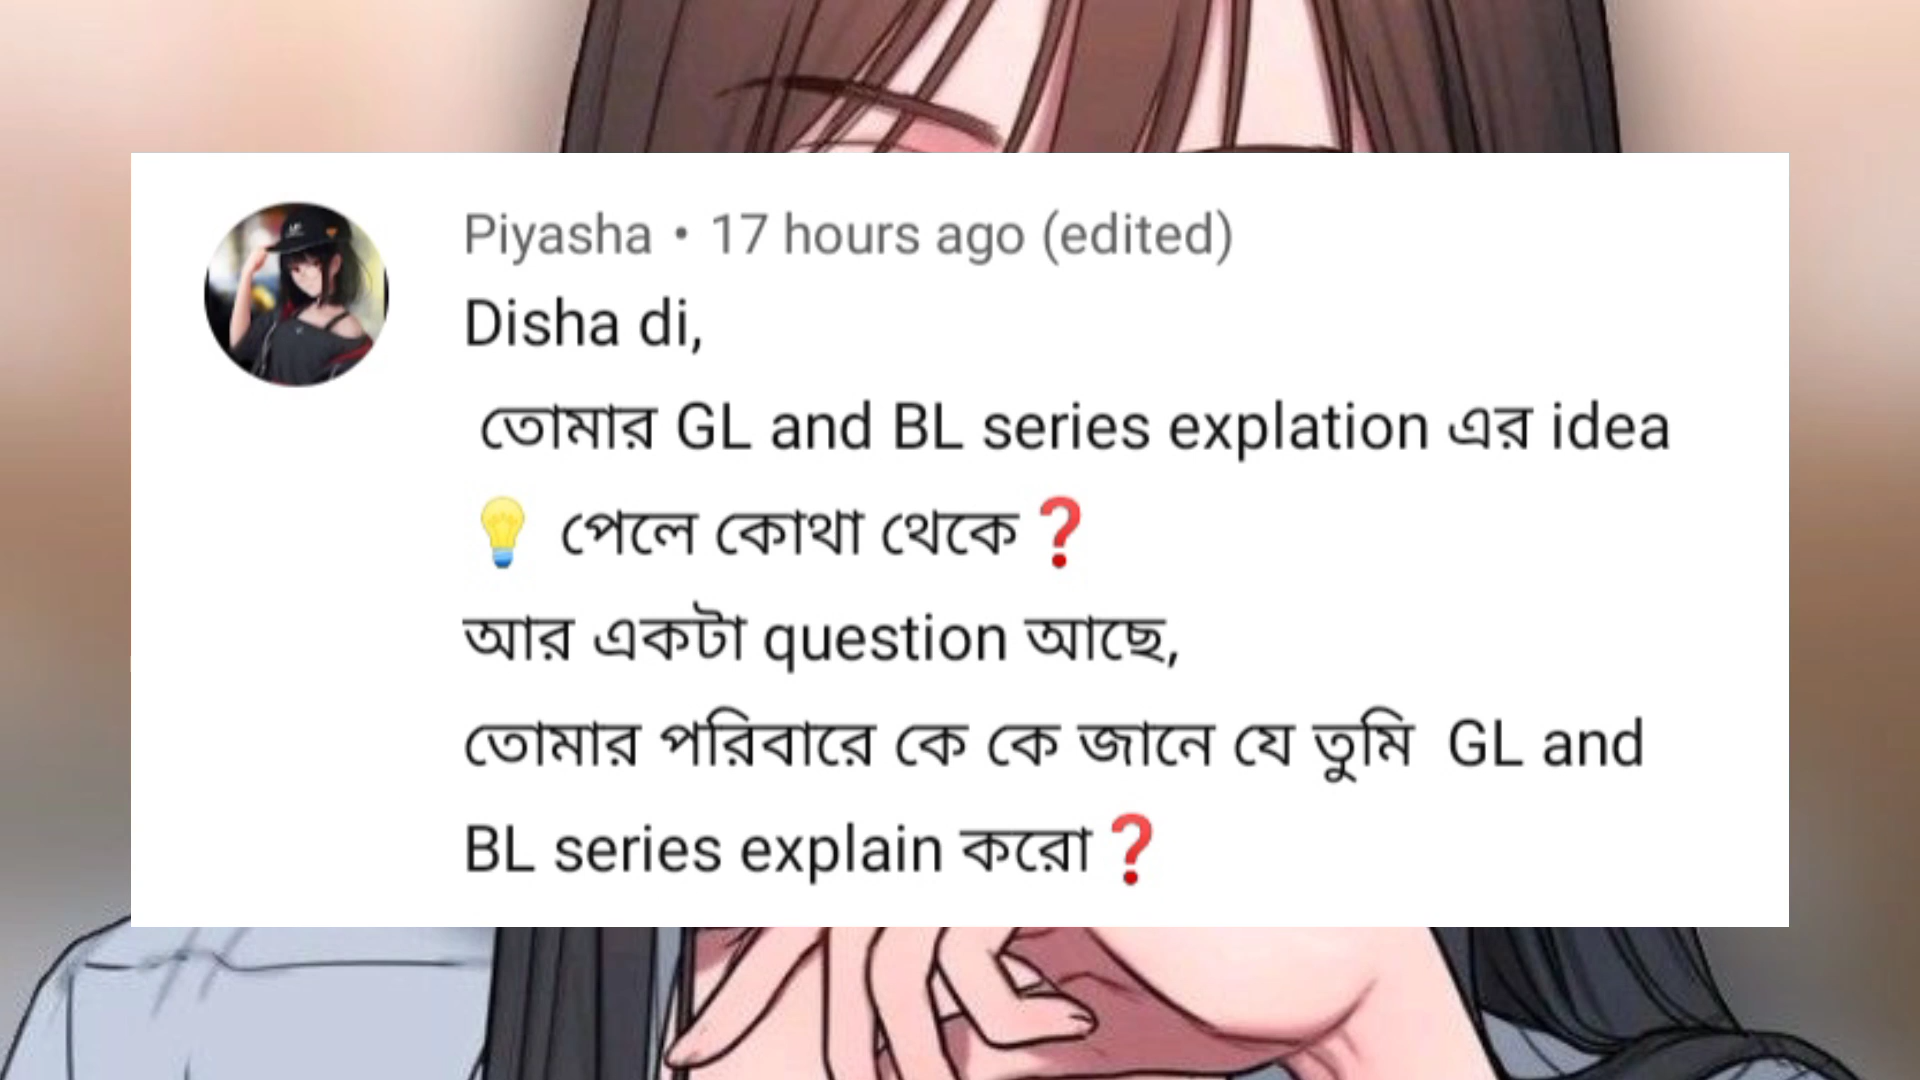 Piyasha • 17 hours ago (edited)
Disha di,
তোমার GL and BL series explation এর idea
💡 পেলে কোথা থেকে❓
আর একটা question আছে,
তোমার পরিবারে কে কে জানে যে তুমি GL and
BL series explain করো❓